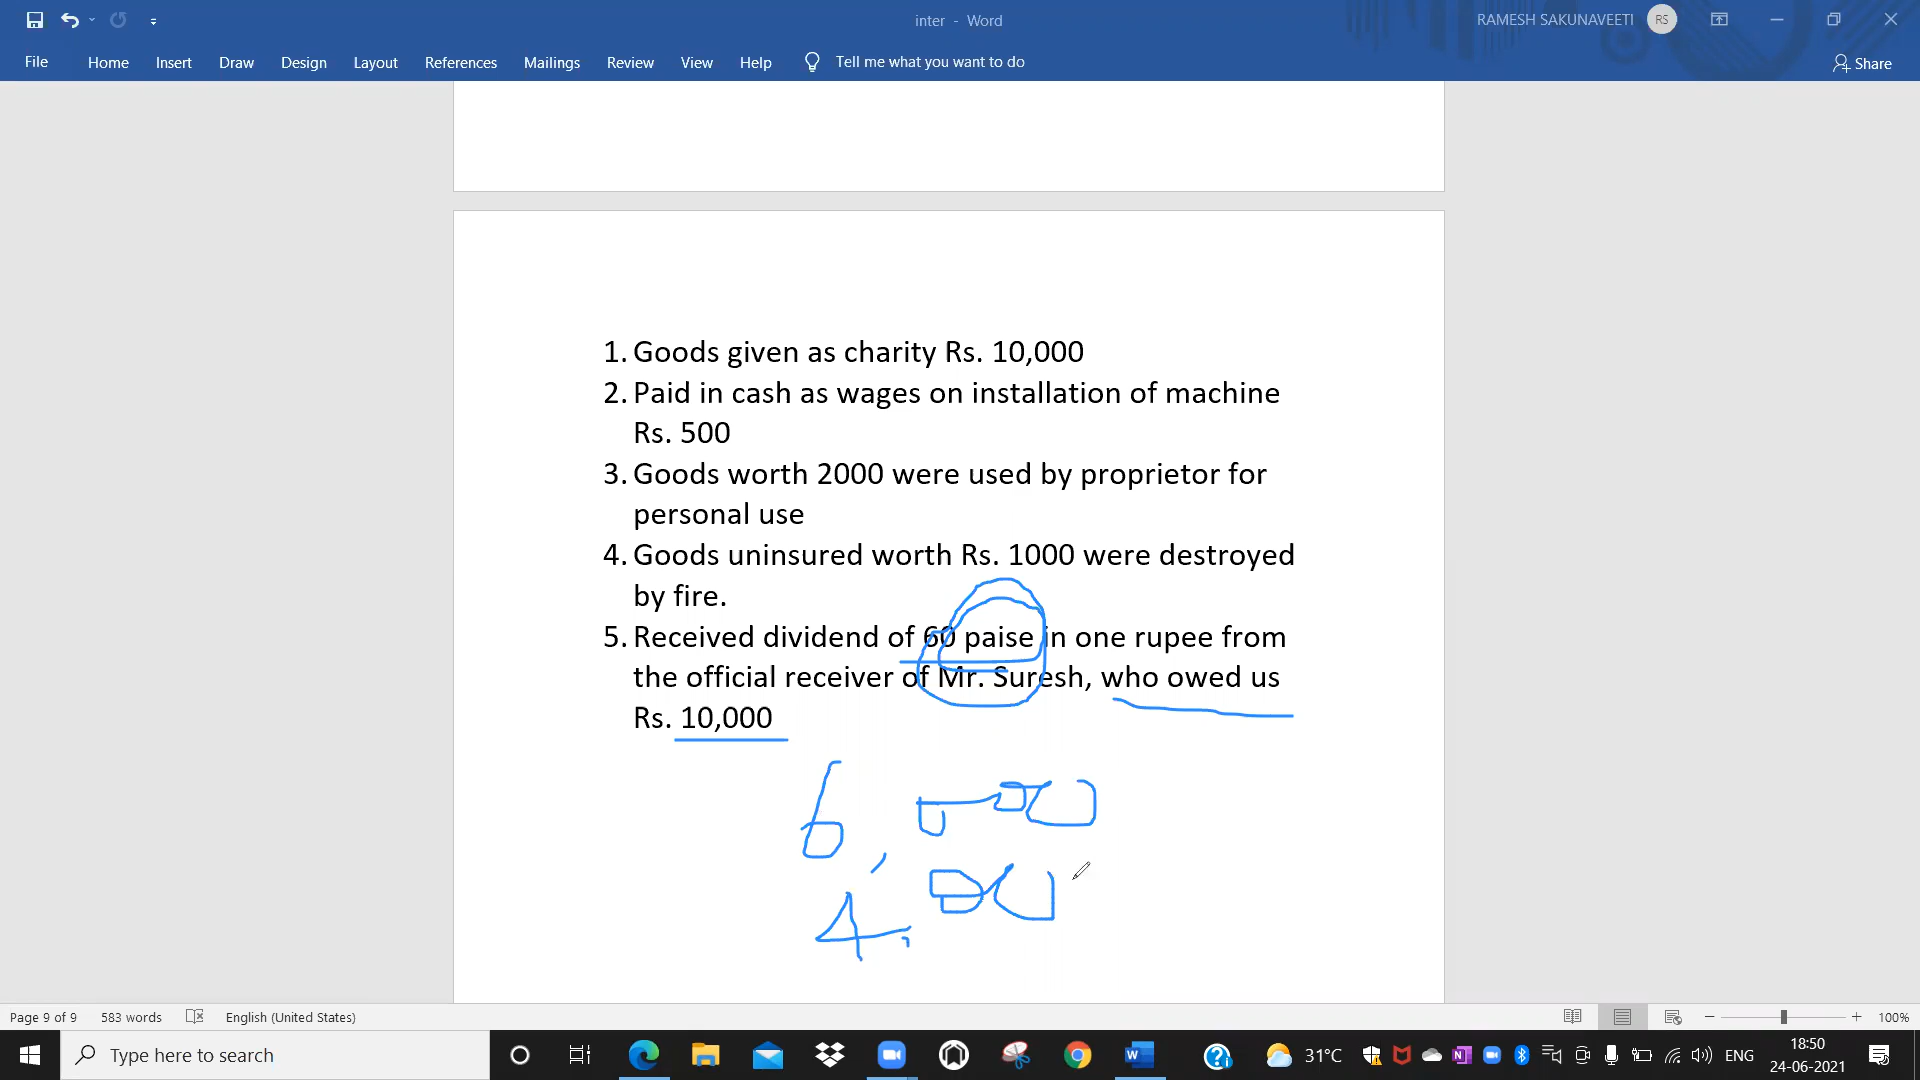 inter - Word
RAMESH SAKUNAVEETI RS
File Home Insert Draw Design Layout References Mailings Review View Help Tell me what you want to do Share
1. Goods given as charity Rs. 10,000
2. Paid in cash as wages on installation of machine
Rs. 500
3. Goods worth 2000 were used by proprietor for
personal use
4. Goods uninsured worth Rs. 1000 were destroyed
by fire.
5. Received dividend of 60 paise in one rupee from
the official receiver of Mr. Suresh, who owed us
Rs. 10,000
6,000
4,000
Page 9 of 9 583 words English (United States) 100%
Type here to search 31°C ENG
18:50
24-06-2021